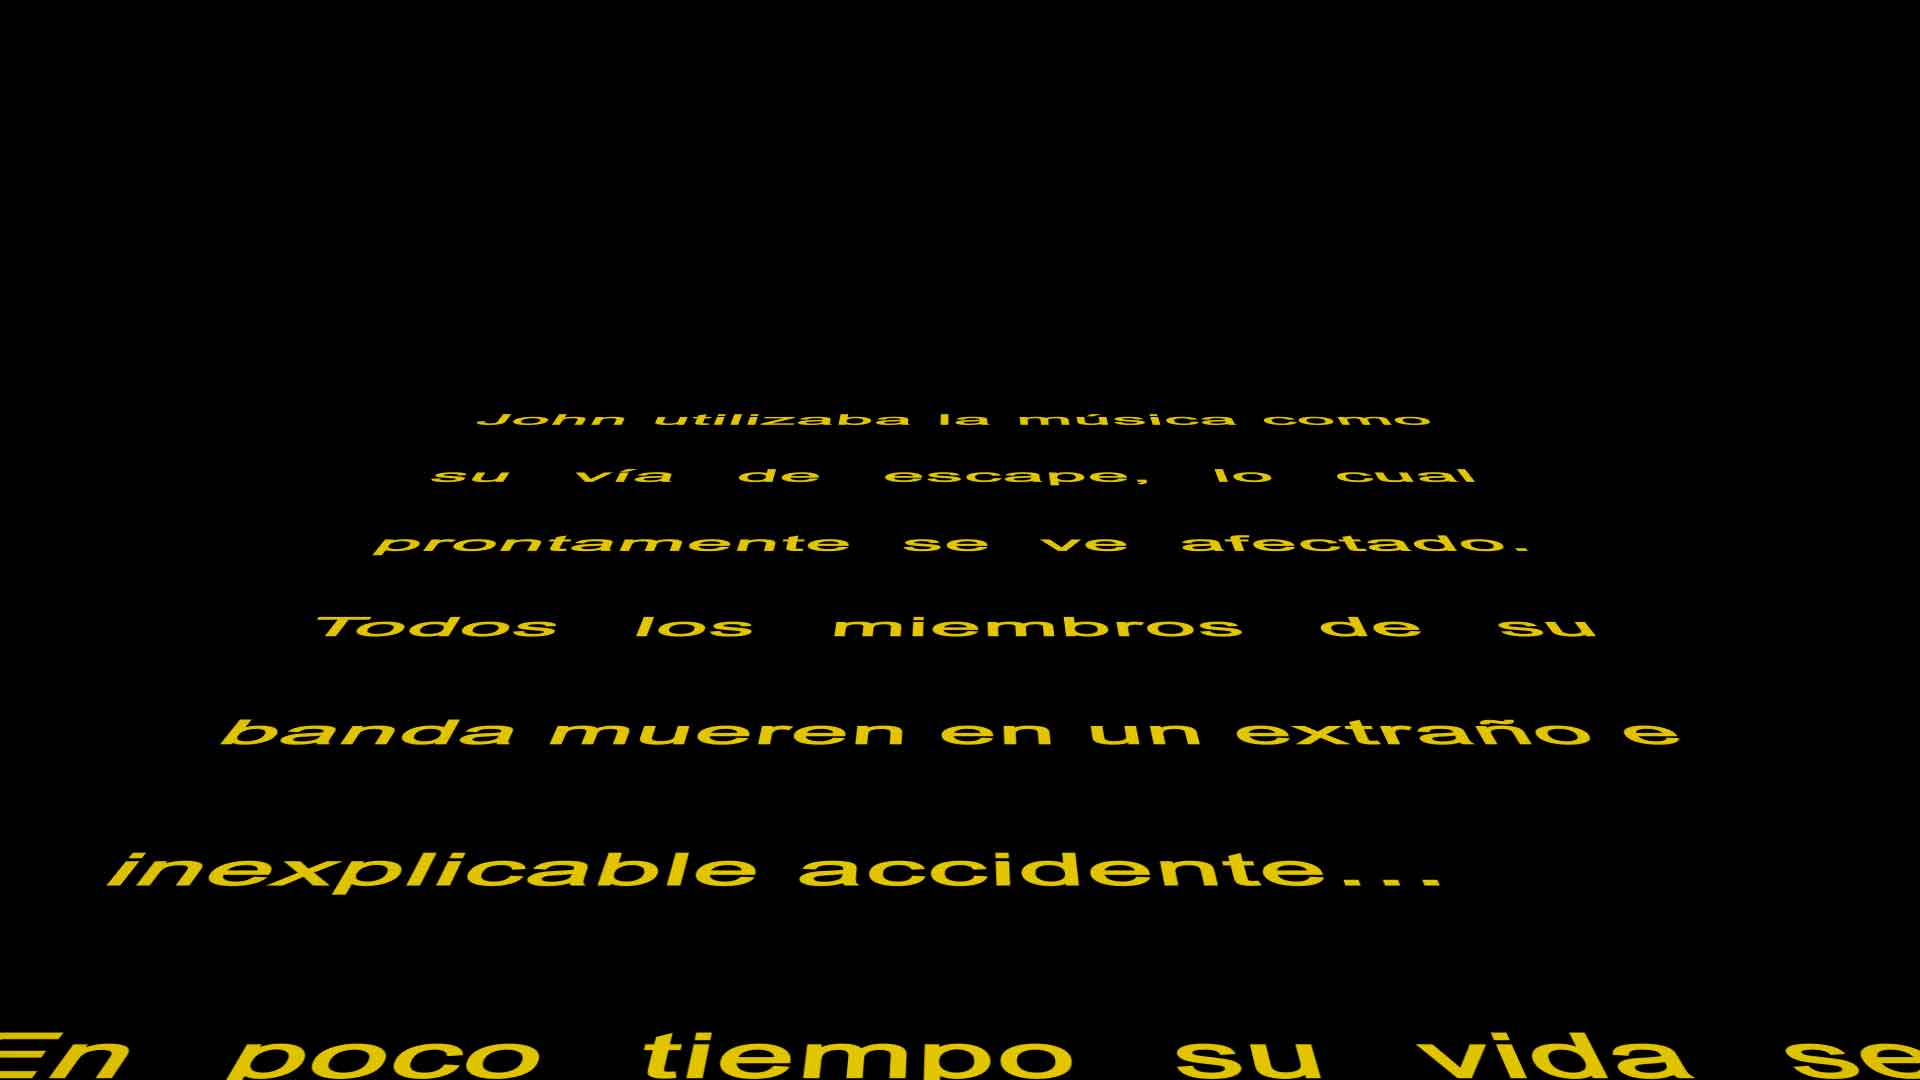 John utilizaba la música como
su vía de escape, lo cual
prontamente se ve afectado.
Todos los miembros de su
banda mueren en un extraño e
inexplicable accidente...
En poco tiempo su vida se